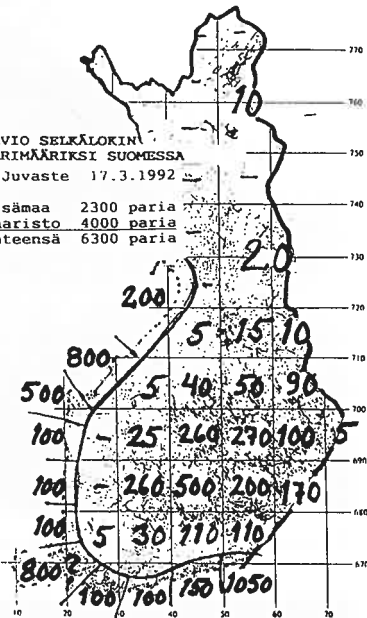 770
760
10
VIO SELKÄLOKIN
RIMÄÄRIKSI SUOMESSA
750
Juvaste 17.3.1992
740
sämaa 2300 paria
aaristo 4000 paria
teensä 6300 paria
730
20
200
720
5 - 15 10
710
800
5 40 50 90
500
700
100 - 25 260 270 100 5
690
100 - 260 500 200 170
680
100 5 30 110 110
670
800 ?
100 100 150 1050
10 20 30 40 50 60 70